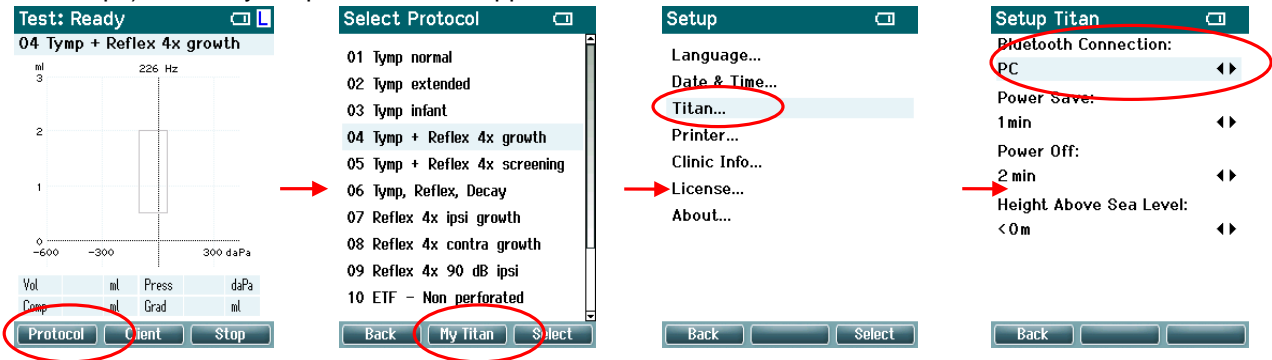 Test: Ready L
04 Tymp + Reflex 4x growth
ml 226 Hz
3
2
1
0
-600 -300 300 daPa
Vol ml Press daPa
Comp ml Grad ml
Protocol Client Stop
Select Protocol
01 Tymp normal
02 Tymp extended
03 Tymp infant
04 Tymp + Reflex 4x growth
05 Tymp + Reflex 4x screening
06 Tymp, Reflex, Decay
07 Reflex 4x ipsi growth
08 Reflex 4x contra growth
09 Reflex 4x 90 dB ipsi
10 ETF - Non perforated
Back My Titan Select
Setup
Language...
Date & Time...
Titan...
Printer...
Clinic Info...
License...
About...
Back Select
Setup Titan
Bluetooth Connection:
PC
Power Save:
1min
Power Off:
2 min
Height Above Sea Level:
<0m
Back